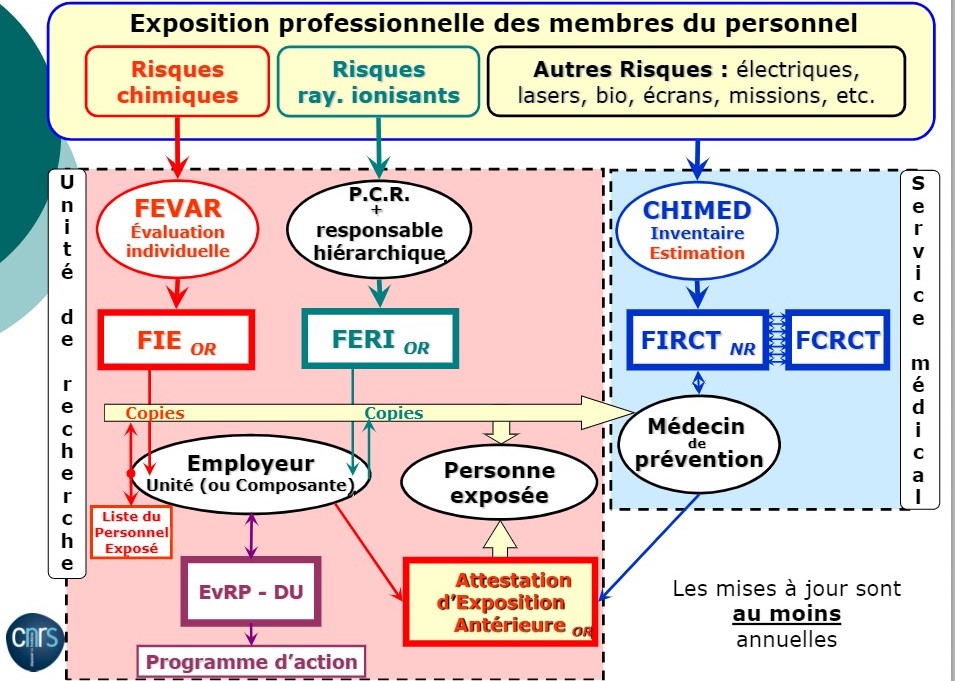 Exposition professionnelle des membres du personnel
Risques
chimiques
Risques
ray. ionisants
Autres Risques : électriques,
lasers, bio, écrans, missions, etc.
Unité de recherche
Service médical
FEVAR
Évaluation
individuelle
P.C.R.
+
responsable
hiérarchique
CHIMED
Inventaire
Estimation
FIE OR
FERI OR
FIRCT NR
FCRCT
Copies
Copies
Employeur
Unité (ou Composante)
Personne
exposée
Médecin
de
prévention
Liste du
Personnel
Exposé
EvRP - DU
Attestation
d'Exposition
Antérieure OR
Programme d'action
Les mises à jour sont
au moins
annuelles
cnrs